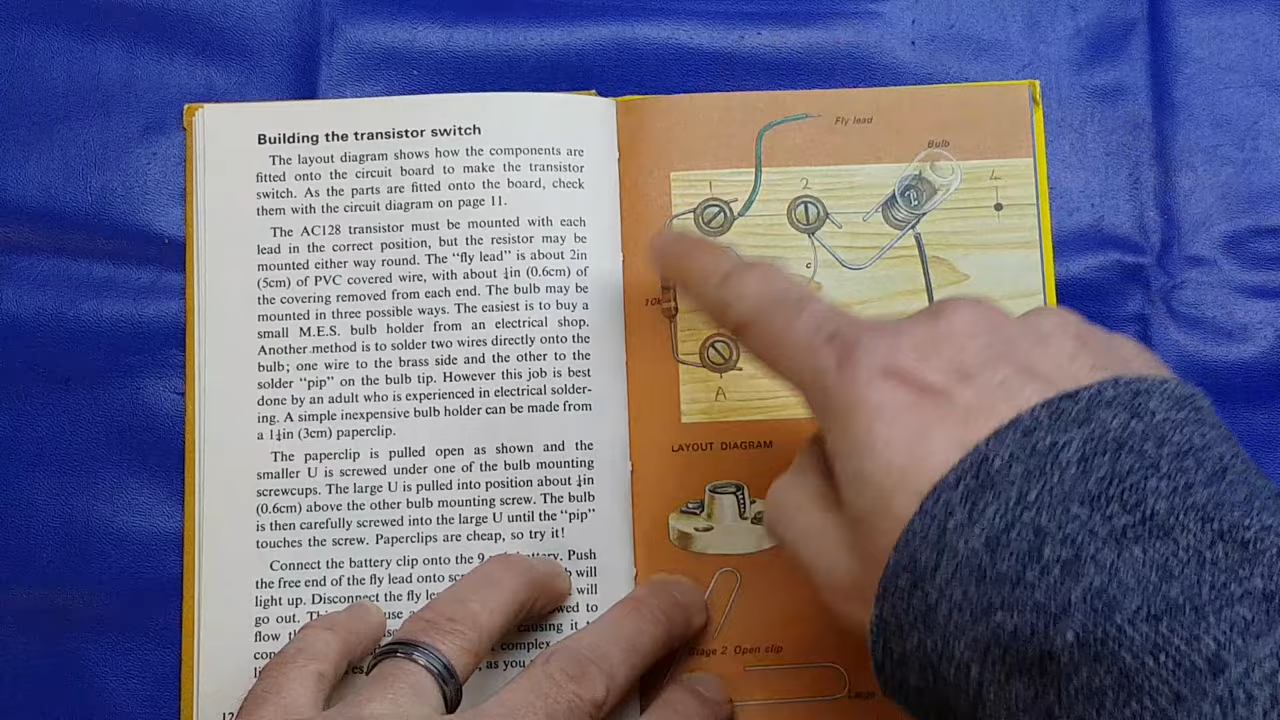 Building the transistor switch
The layout diagram shows how the components are
fitted onto the circuit board to make the transistor
switch. As the parts are fitted onto the board, check
them with the circuit diagram on page 11.
The AC128 transistor must be mounted with each
lead in the correct position, but the resistor may be
mounted either way round. The "fly lead" is about 2in
(5cm) of PVC covered wire, with about ¼in (0.6cm) of
the covering removed from each end. The bulb may be
mounted in three possible ways. The easiest is to buy a
small M.E.S. bulb holder from an electrical shop.
Another method is to solder two wires directly onto the
bulb; one wire to the brass side and the other to the
solder "pip" on the bulb tip. However this job is best
done by an adult who is experienced in electrical solder-
ing. A simple inexpensive bulb holder can be made from
a 1¼in (3cm) paperclip.
The paperclip is pulled open as shown and the
smaller U is screwed under one of the bulb mounting
screwcups. The large U is pulled into position about ¼in
(0.6cm) above the other bulb mounting screw. The bulb
is then carefully screwed into the large U until the "pip"
touches the screw. Paperclips are cheap, so try it!
Connect the battery clip onto the 9 Push
the free end of the fly lead onto will
light up. Disconnect the fly will
go out. to
flow causing it
complex
as you
12
Fly lead
Bulb
1
2
4
c
10k
A
LAYOUT DIAGRAM
Stage 2 Open clip
Large